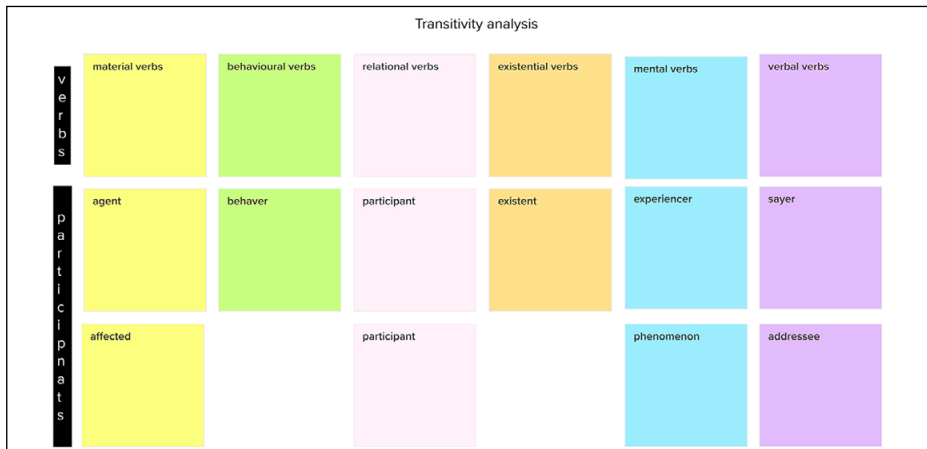 Transitivity analysis
verbs
material verbs
behavioural verbs
relational verbs
existential verbs
mental verbs
verbal verbs
particinats
agent
behaver
participant
existent
experiencer
sayer
affected
participant
phenomenon
addressee